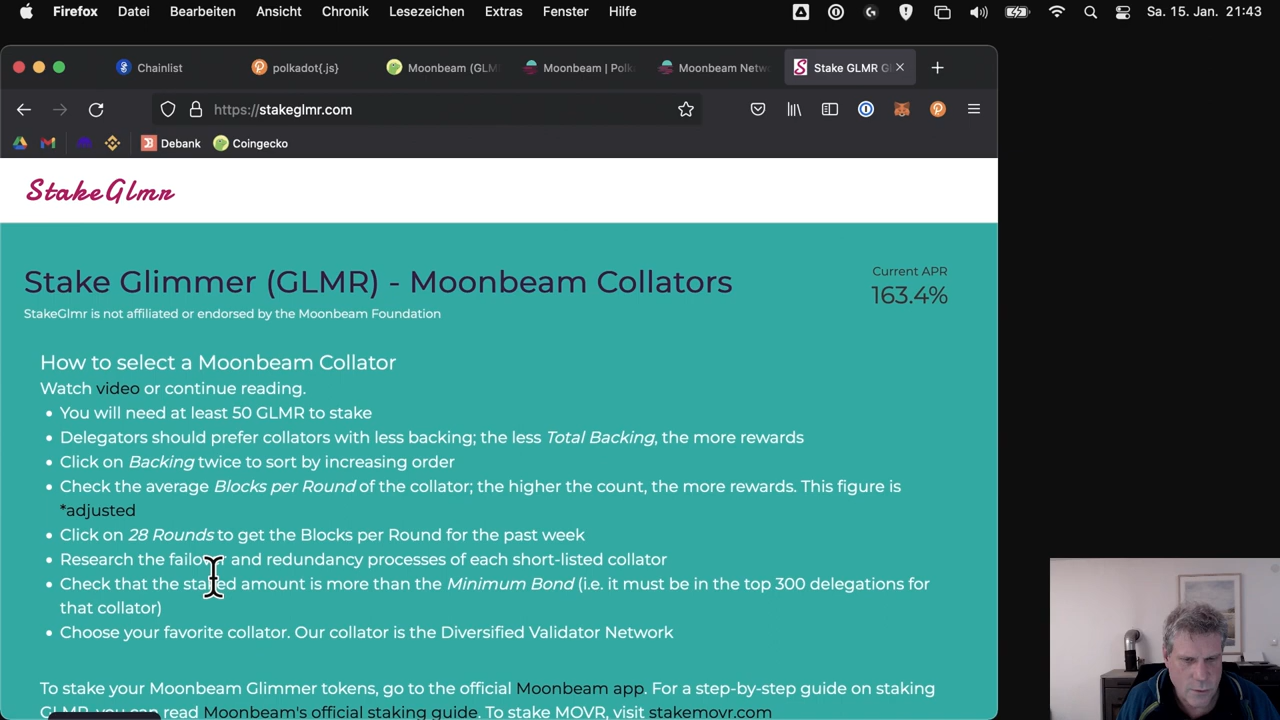 Firefox Datei Bearbeiten Ansicht Chronik Lesezeichen Extras Fenster Hilfe Sa. 15. Jan. 21:43
Chainlist polkadot{.js} Moonbeam (GLM Moonbeam | Polk Moonbeam Netw Stake GLMR G
https://stakeglmr.com
Debank Coingecko
StakeGlmr
Stake Glimmer (GLMR) - Moonbeam Collators
Current APR
163.4%
StakeGlmr is not affiliated or endorsed by the Moonbeam Foundation
How to select a Moonbeam Collator
Watch video or continue reading.
• You will need at least 50 GLMR to stake
• Delegators should prefer collators with less backing; the less Total Backing, the more rewards
• Click on Backing twice to sort by increasing order
• Check the average Blocks per Round of the collator; the higher the count, the more rewards. This figure is
*adjusted
• Click on 28 Rounds to get the Blocks per Round for the past week
• Research the failover and redundancy processes of each short-listed collator
• Check that the staked amount is more than the Minimum Bond (i.e. it must be in the top 300 delegations for
that collator)
• Choose your favorite collator. Our collator is the Diversified Validator Network
To stake your Moonbeam Glimmer tokens, go to the official Moonbeam app. For a step-by-step guide on staking
GLMR, you can read Moonbeam's official staking guide. To stake MOVR, visit stakemovr.com